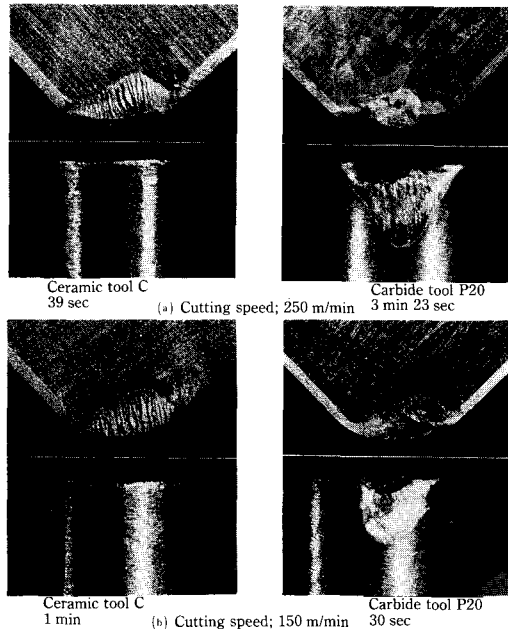 Ceramic tool C
39 sec
Carbide tool P20
3 min 23 sec
(a) Cutting speed; 250 m/min
Ceramic tool C
1 min
Carbide tool P20
30 sec
(b) Cutting speed; 150 m/min